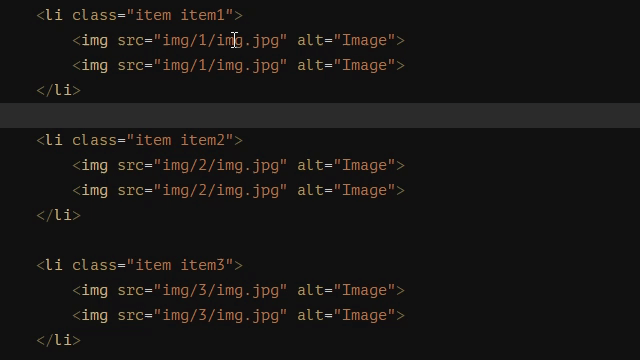 <li class="item item1">
<img src="img/1/img.jpg" alt="Image">
<img src="img/1/img.jpg" alt="Image">
</li>
<li class="item item2">
<img src="img/2/img.jpg" alt="Image">
<img src="img/2/img.jpg" alt="Image">
</li>
<li class="item item3">
<img src="img/3/img.jpg" alt="Image">
<img src="img/3/img.jpg" alt="Image">
</li>